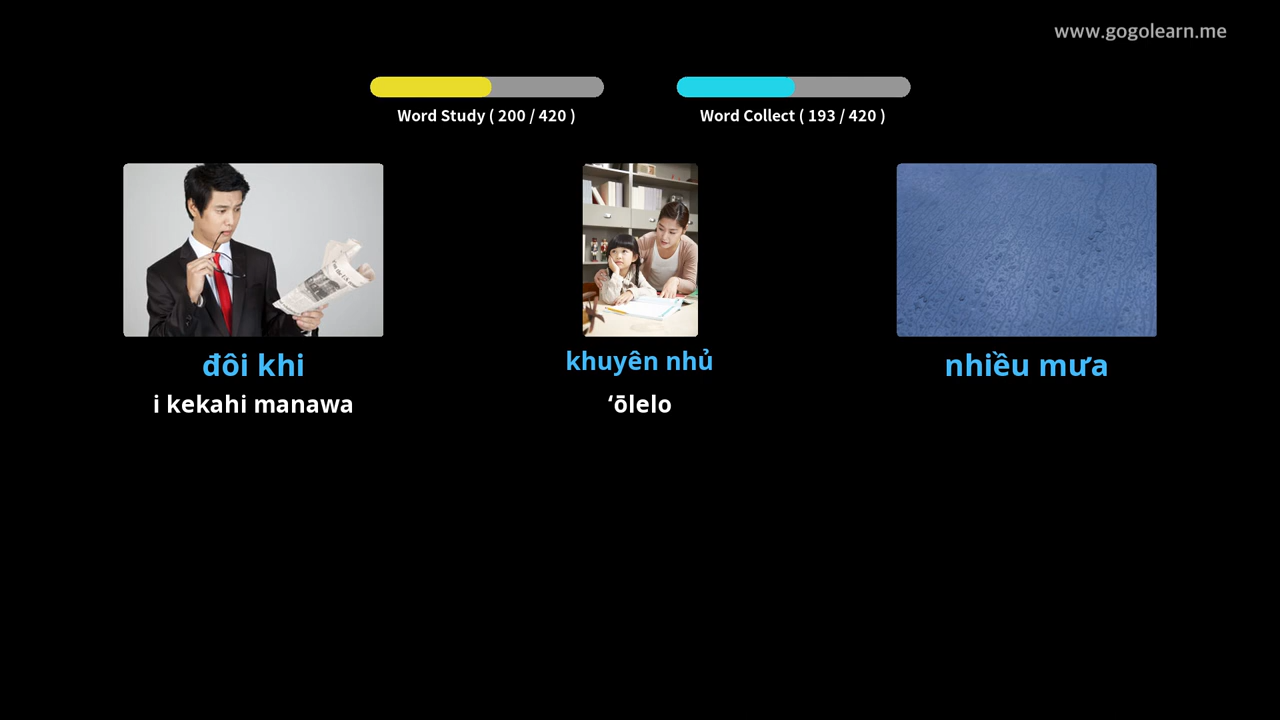 www.gogolearn.me
Word Study ( 200 / 420 )
Word Collect ( 193 / 420 )
đôi khi
khuyên nhủ
nhiều mưa
i kekahi manawa
ʻōlelo